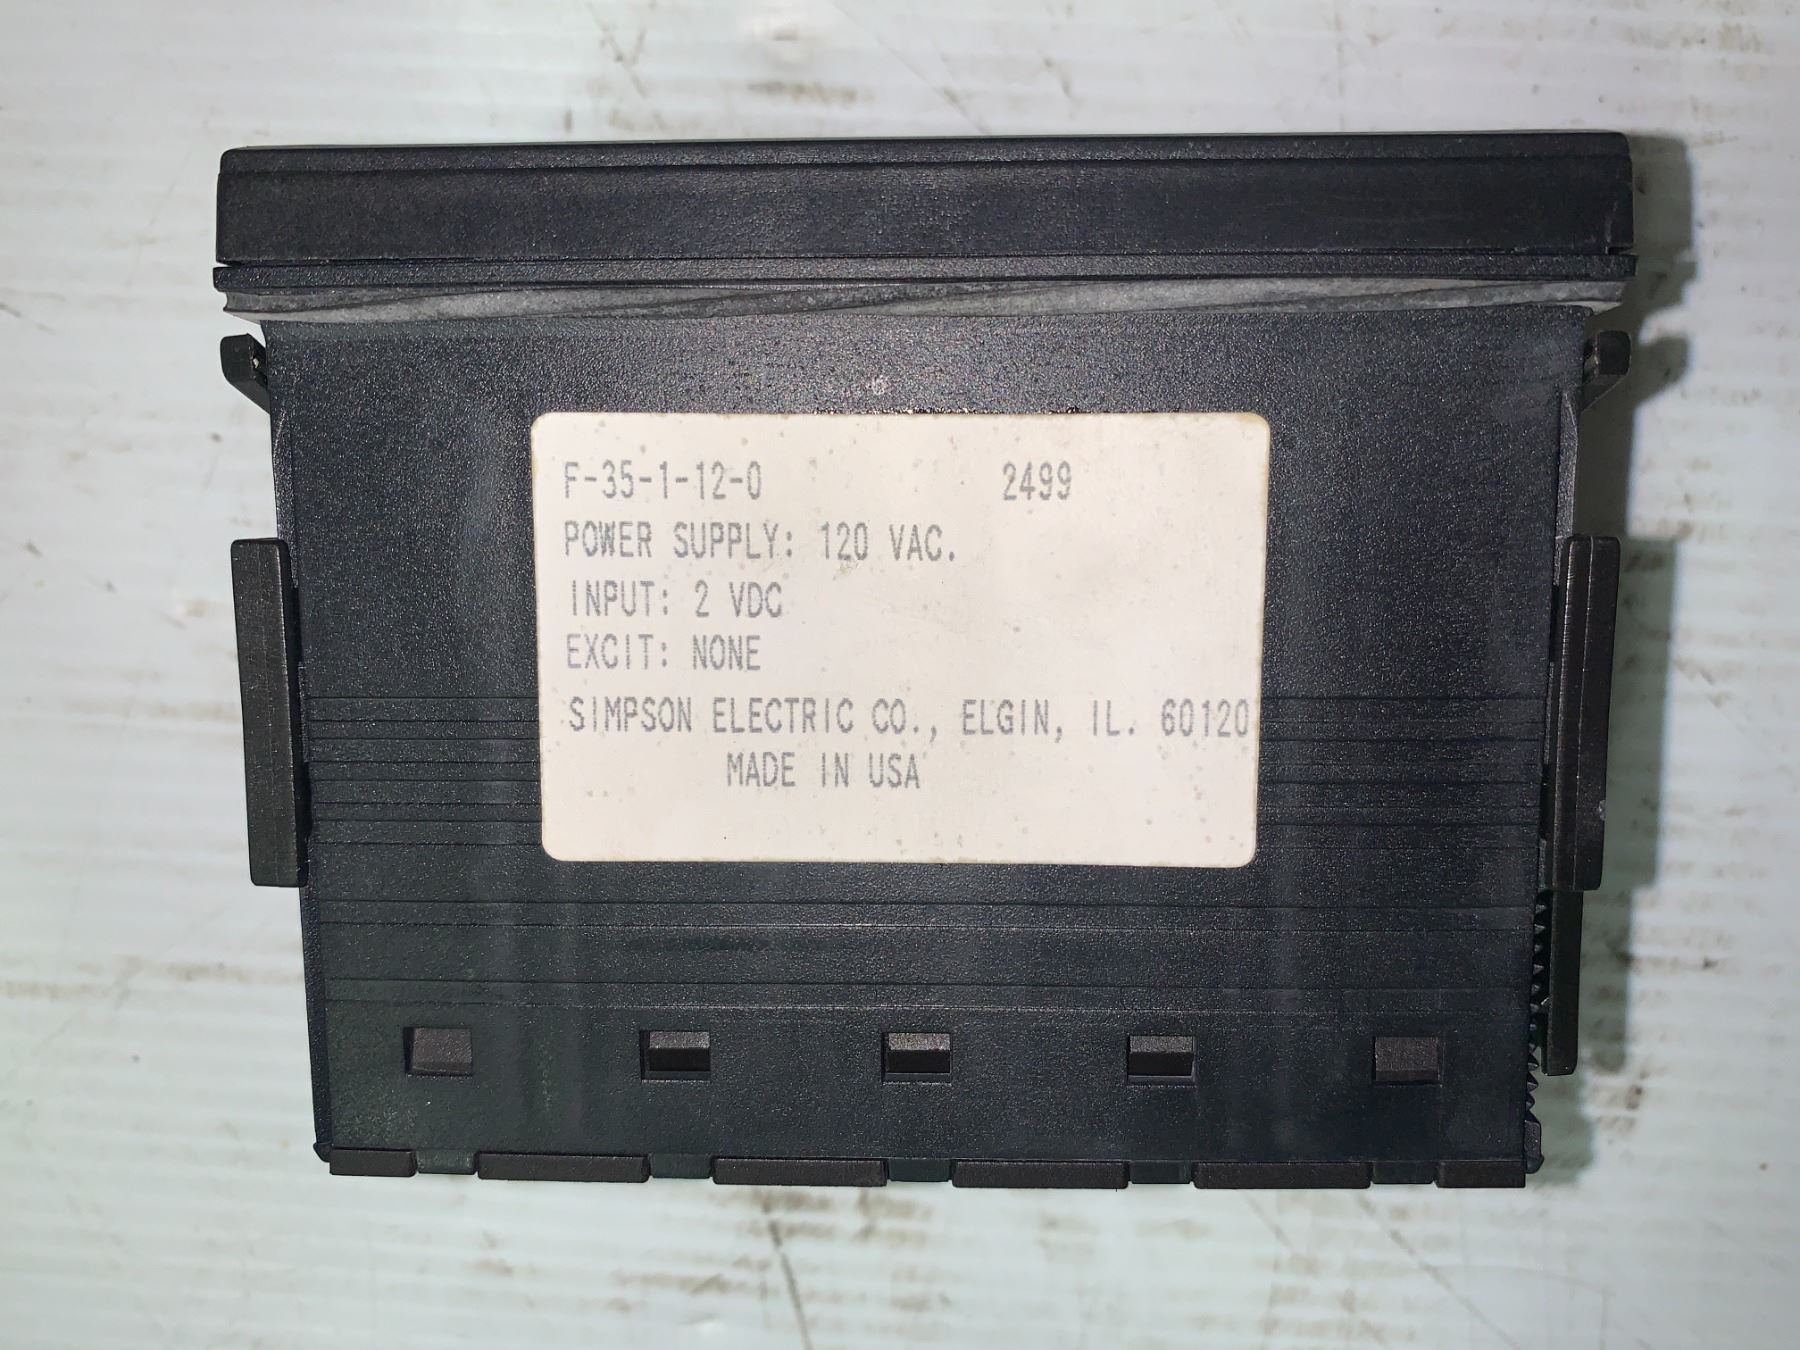 F-35-1-12-0 2499
POWER SUPPLY: 120 VAC.
INPUT: 2 VDC
EXCIT: NONE
SIMPSON ELECTRIC CO., ELGIN, IL. 60120
MADE IN USA